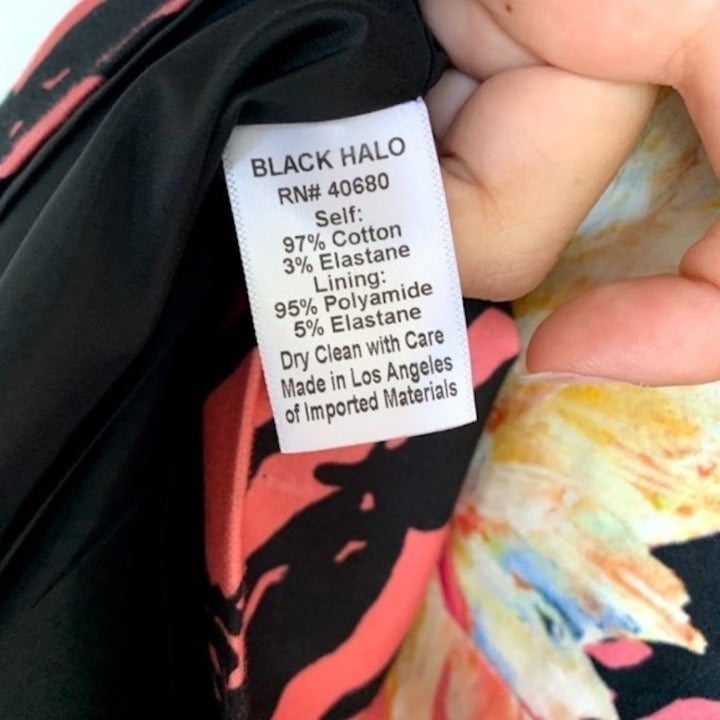 BLACK HALO
RN# 40680
Self:
97% Cotton
3% Elastane
Lining:
95% Polyamide
5% Elastane
Dry Clean with Care
Made in Los Angeles
of Imported Materials